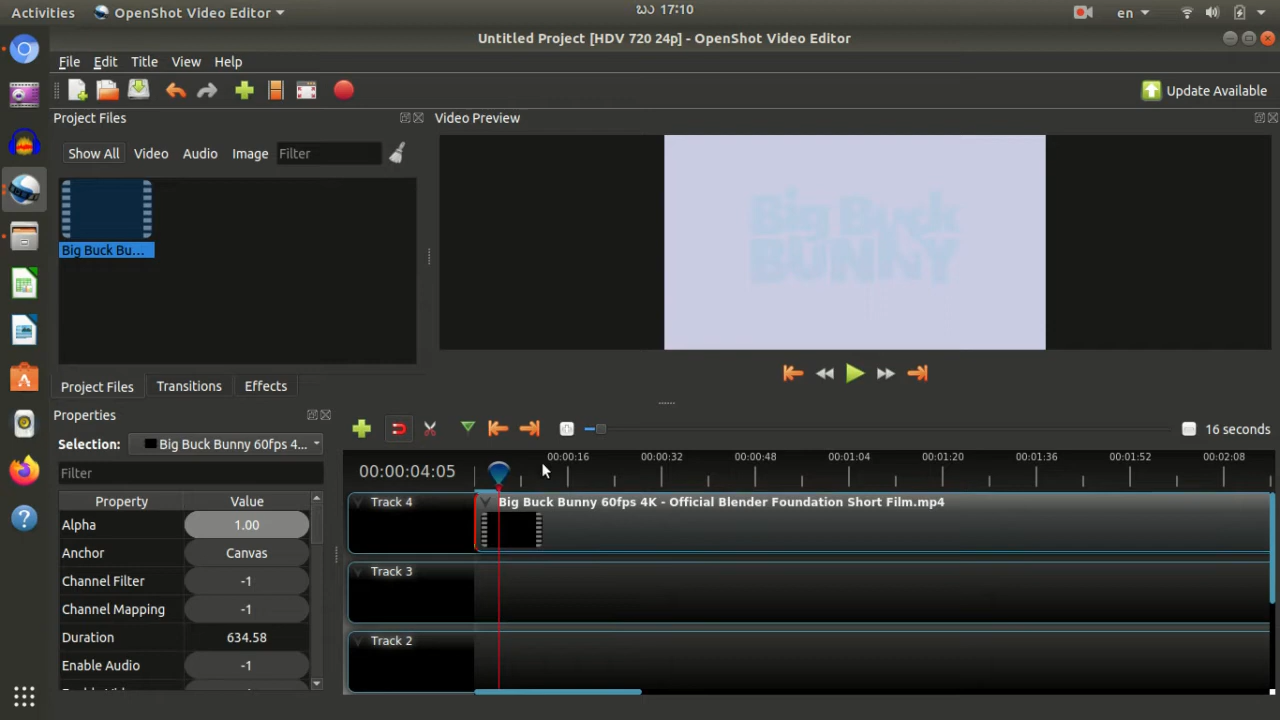 Activities OpenShot Video Editor ວຽ 17:10 en
Untitled Project [HDV 720 24p] - OpenShot Video Editor
File Edit Title View Help
Update Available
Project Files
Video Preview
Show All Video Audio Image Filter
Big Buck Bu...
Big Buck
BUNNY
Project Files Transitions Effects
Properties
Selection: Big Buck Bunny 60fps 4...
16 seconds
Filter
00:00:04:05
00:00:16 00:00:32 00:00:48 00:01:04 00:01:20 00:01:36 00:01:52 00:02:08
Property Value
Alpha 1.00
Anchor Canvas
Channel Filter -1
Channel Mapping -1
Duration 634.58
Enable Audio -1
Track 4
Big Buck Bunny 60fps 4K - Official Blender Foundation Short Film.mp4
Track 3
Track 2